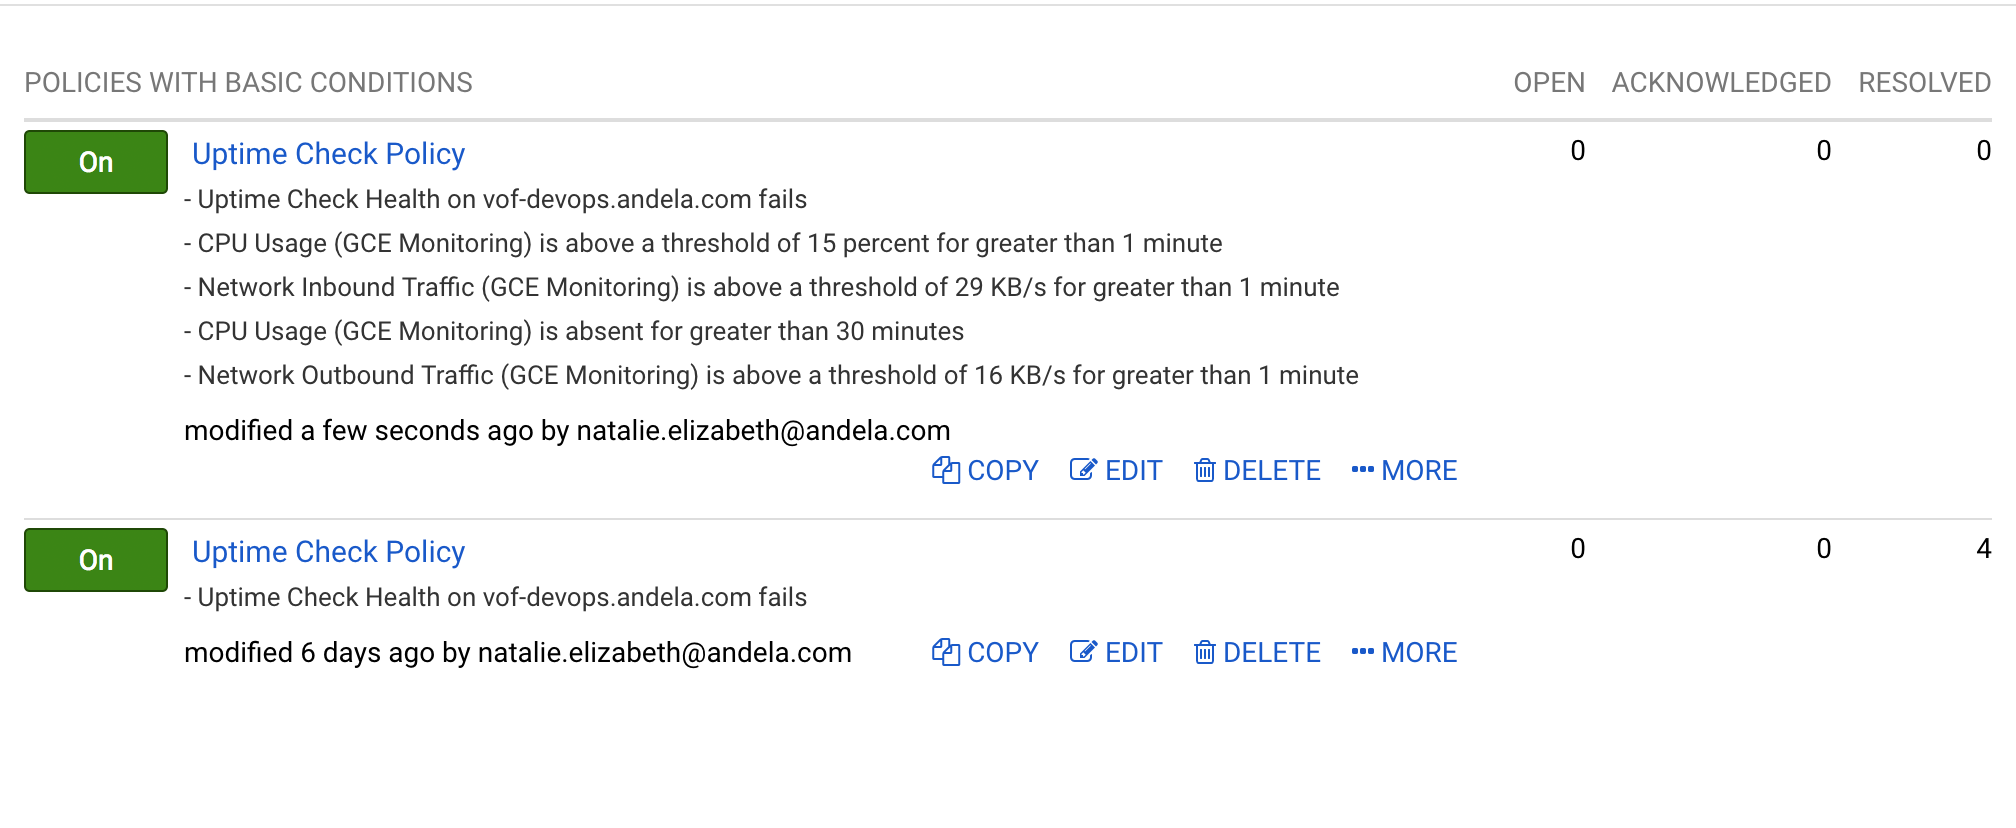 POLICIES WITH BASIC CONDITIONS OPEN ACKNOWLEDGED RESOLVED
On Uptime Check Policy 0 0 0
- Uptime Check Health on vof-devops.andela.com fails
- CPU Usage (GCE Monitoring) is above a threshold of 15 percent for greater than 1 minute
- Network Inbound Traffic (GCE Monitoring) is above a threshold of 29 KB/s for greater than 1 minute
- CPU Usage (GCE Monitoring) is absent for greater than 30 minutes
- Network Outbound Traffic (GCE Monitoring) is above a threshold of 16 KB/s for greater than 1 minute
modified a few seconds ago by natalie.elizabeth@andela.com
COPY EDIT DELETE MORE
On Uptime Check Policy 0 0 4
- Uptime Check Health on vof-devops.andela.com fails
modified 6 days ago by natalie.elizabeth@andela.com COPY EDIT DELETE MORE